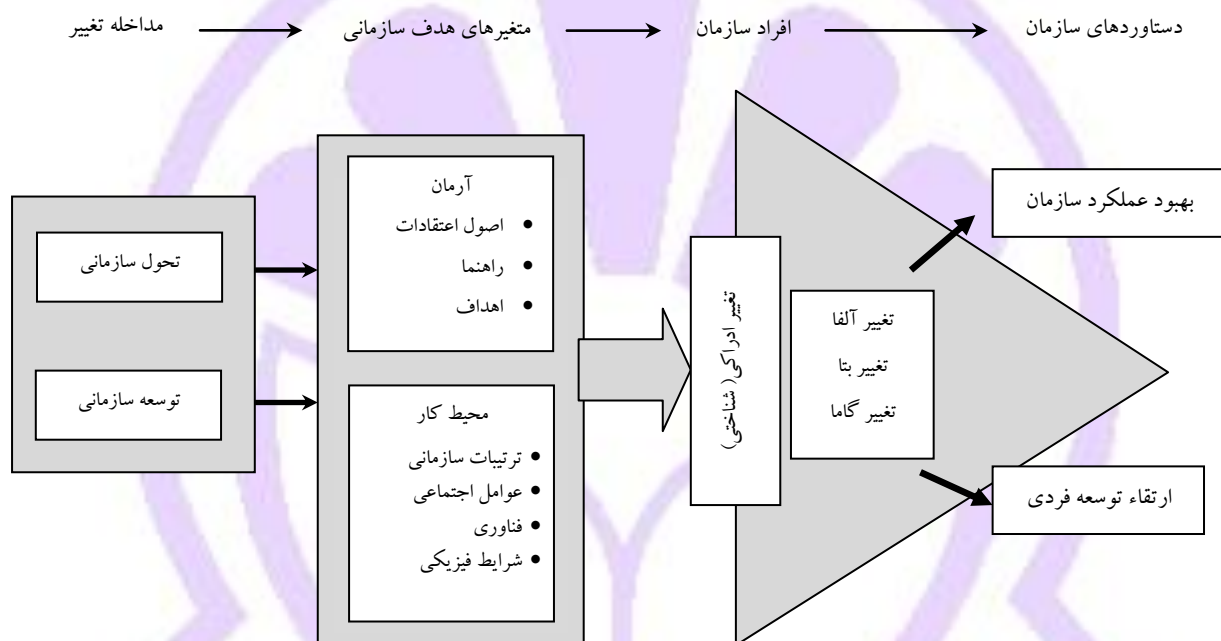 مداخله تغییر
متغیرهای هدف سازمانی
افراد سازمان
دستاوردهای سازمان
تحول سازمانی
توسعه سازمانی
آرمان
• اصول اعتقادات
• راهنما
• اهداف
محیط کار
• ترتیبات سازمانی
• عوامل اجتماعی
• فناوری
• شرایط فیزیکی
تغییر ادراکی( شناختی)
تغییر آلفا
تغییر بتا
تغییر گاما
بهبود عملکرد سازمان
ارتقاء توسعه فردی